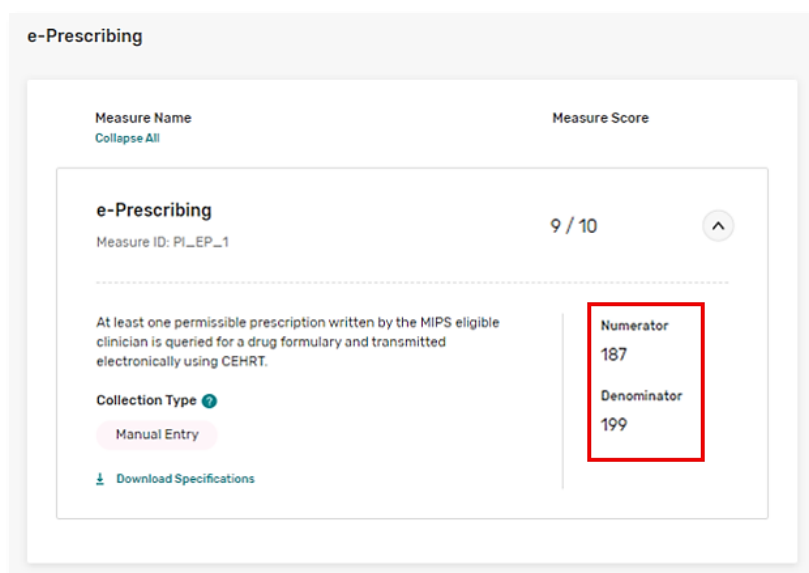 e-Prescribing
Measure Name
Measure Score
Collapse All
e-Prescribing
9 / 10
Measure ID: PI_EP_1
At least one permissible prescription written by the MIPS eligible
clinician is queried for a drug formulary and transmitted
electronically using CEHRT.
Collection Type ?
Manual Entry
Download Specifications
Numerator
187
Denominator
199